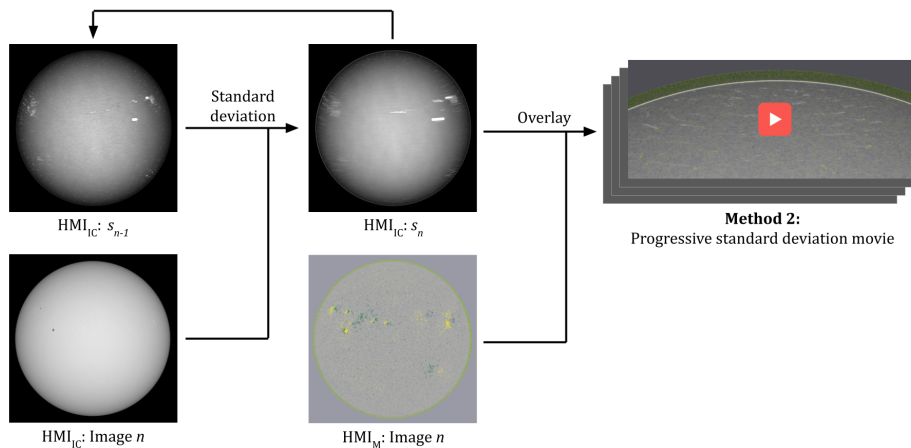 Standard
deviation
Overlay
HMI_IC: s_n-1
HMI_IC: s_n
Method 2:
Progressive standard deviation movie
HMI_IC: Image n
HMI_M: Image n